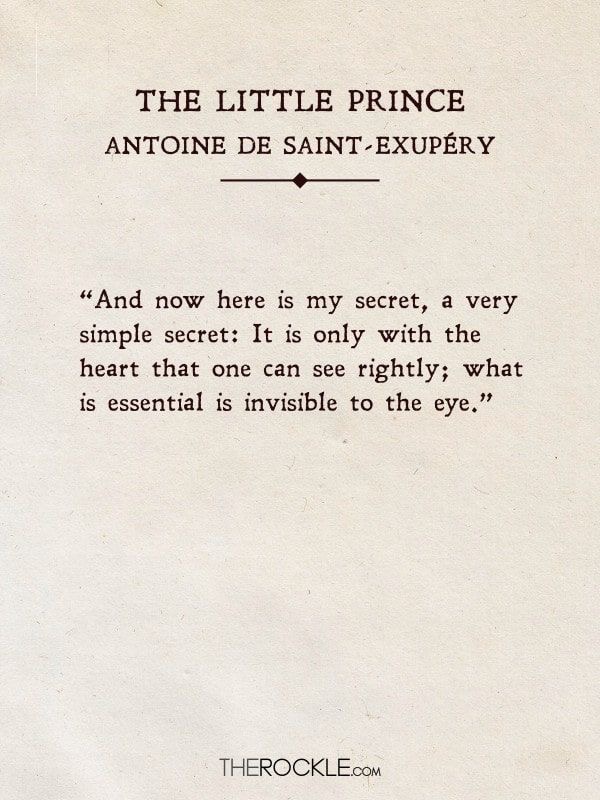 THE LITTLE PRINCE
ANTOINE DE SAINT-EXUPÉRY
“And now here is my secret, a very
simple secret: It is only with the
heart that one can see rightly; what
is essential is invisible to the eye.”
THEROCKLE.COM